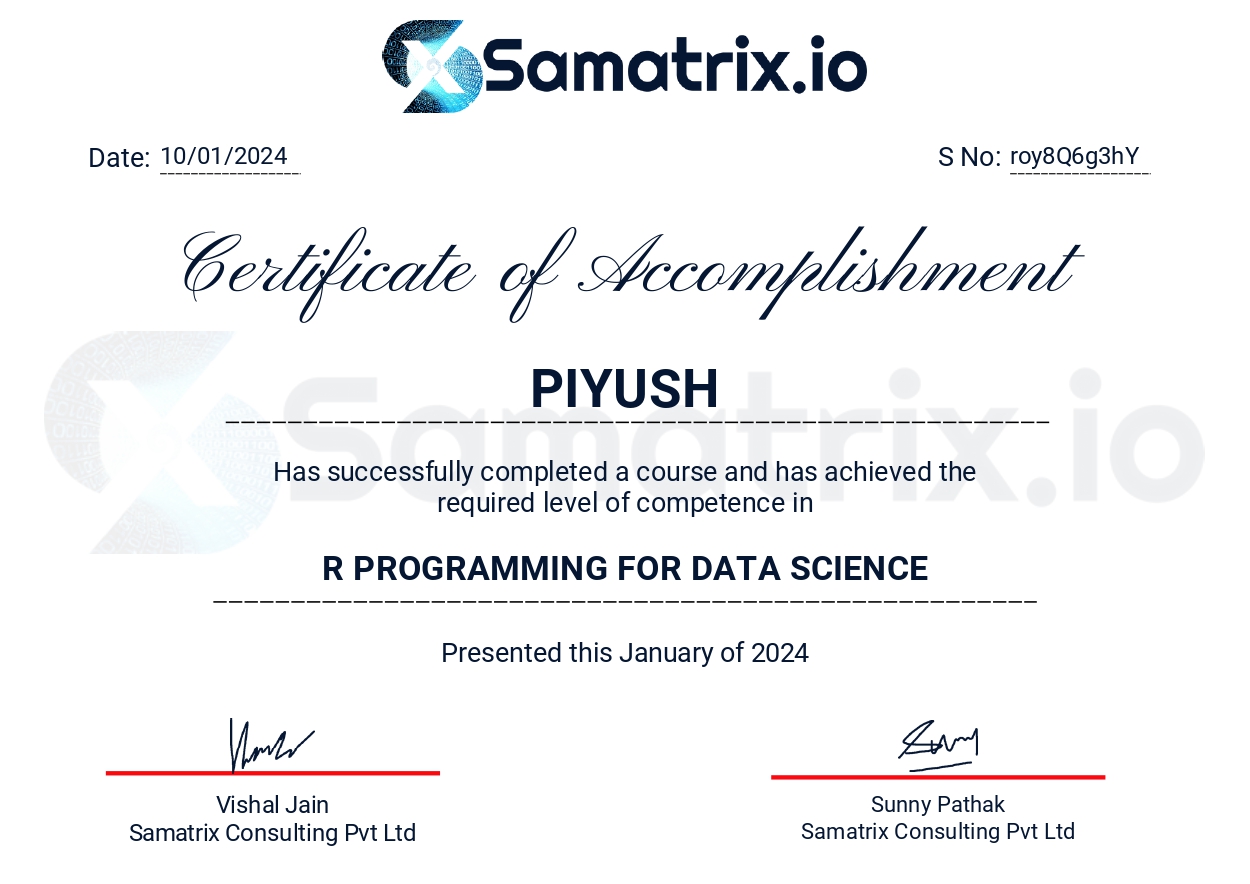 Samatrix.io
Date: 10/01/2024
S No: roy8Q6g3hY
Certificate of Accomplishment
Samatrix.io
PIYUSH
Has successfully completed a course and has achieved the
required level of competence in
R PROGRAMMING FOR DATA SCIENCE
Presented this January of 2024
Sunny
Vishal Jain
Samatrix Consulting Pvt Ltd
Sunny Pathak
Samatrix Consulting Pvt Ltd